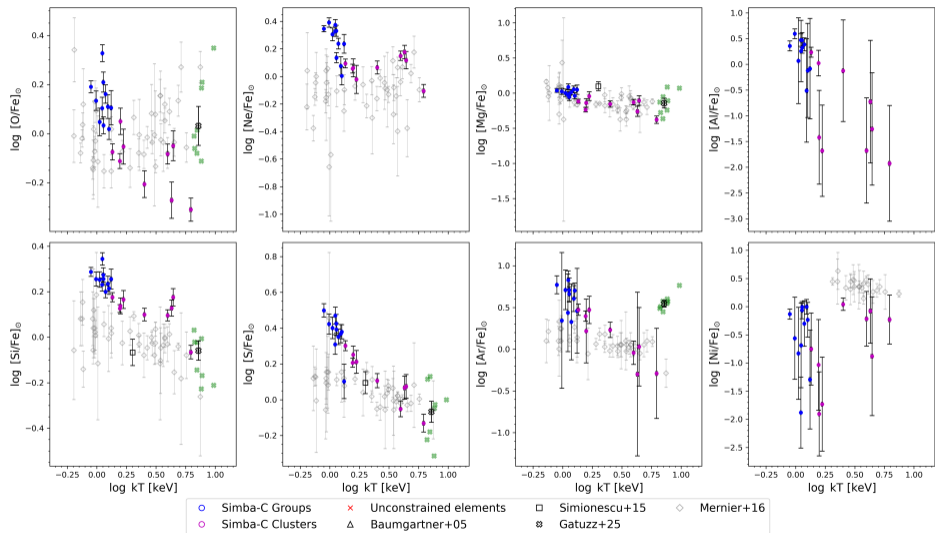 log [O/Fe]⊙
0.4
0.2
0.0
−0.2
log [Ne/Fe]⊙
0.4
0.2
0.0
−0.2
−0.4
−0.6
−0.8
−1.0
log [Mg/Fe]⊙
1.0
0.5
0.0
−0.5
−1.0
−1.5
log [Al/Fe]⊙
1.0
0.5
0.0
−0.5
−1.0
−1.5
−2.0
−2.5
−3.0
log [Si/Fe]⊙
0.4
0.2
0.0
−0.2
−0.4
log [S/Fe]⊙
0.8
0.6
0.4
0.2
0.0
−0.2
log [Ar/Fe]⊙
1.0
0.5
0.0
−0.5
−1.0
log [Ni/Fe]⊙
1.0
0.5
0.0
−0.5
−1.0
−1.5
−2.0
−2.5
−0.25 0.00 0.25 0.50 0.75 1.00
−0.25 0.00 0.25 0.50 0.75 1.00
−0.25 0.00 0.25 0.50 0.75 1.00
−0.25 0.00 0.25 0.50 0.75 1.00
log kT [keV]
log kT [keV]
log kT [keV]
log kT [keV]
Simba-C Groups
Simba-C Clusters
Unconstrained elements
Baumgartner+05
Simionescu+15
Gatuzz+25
Mernier+16